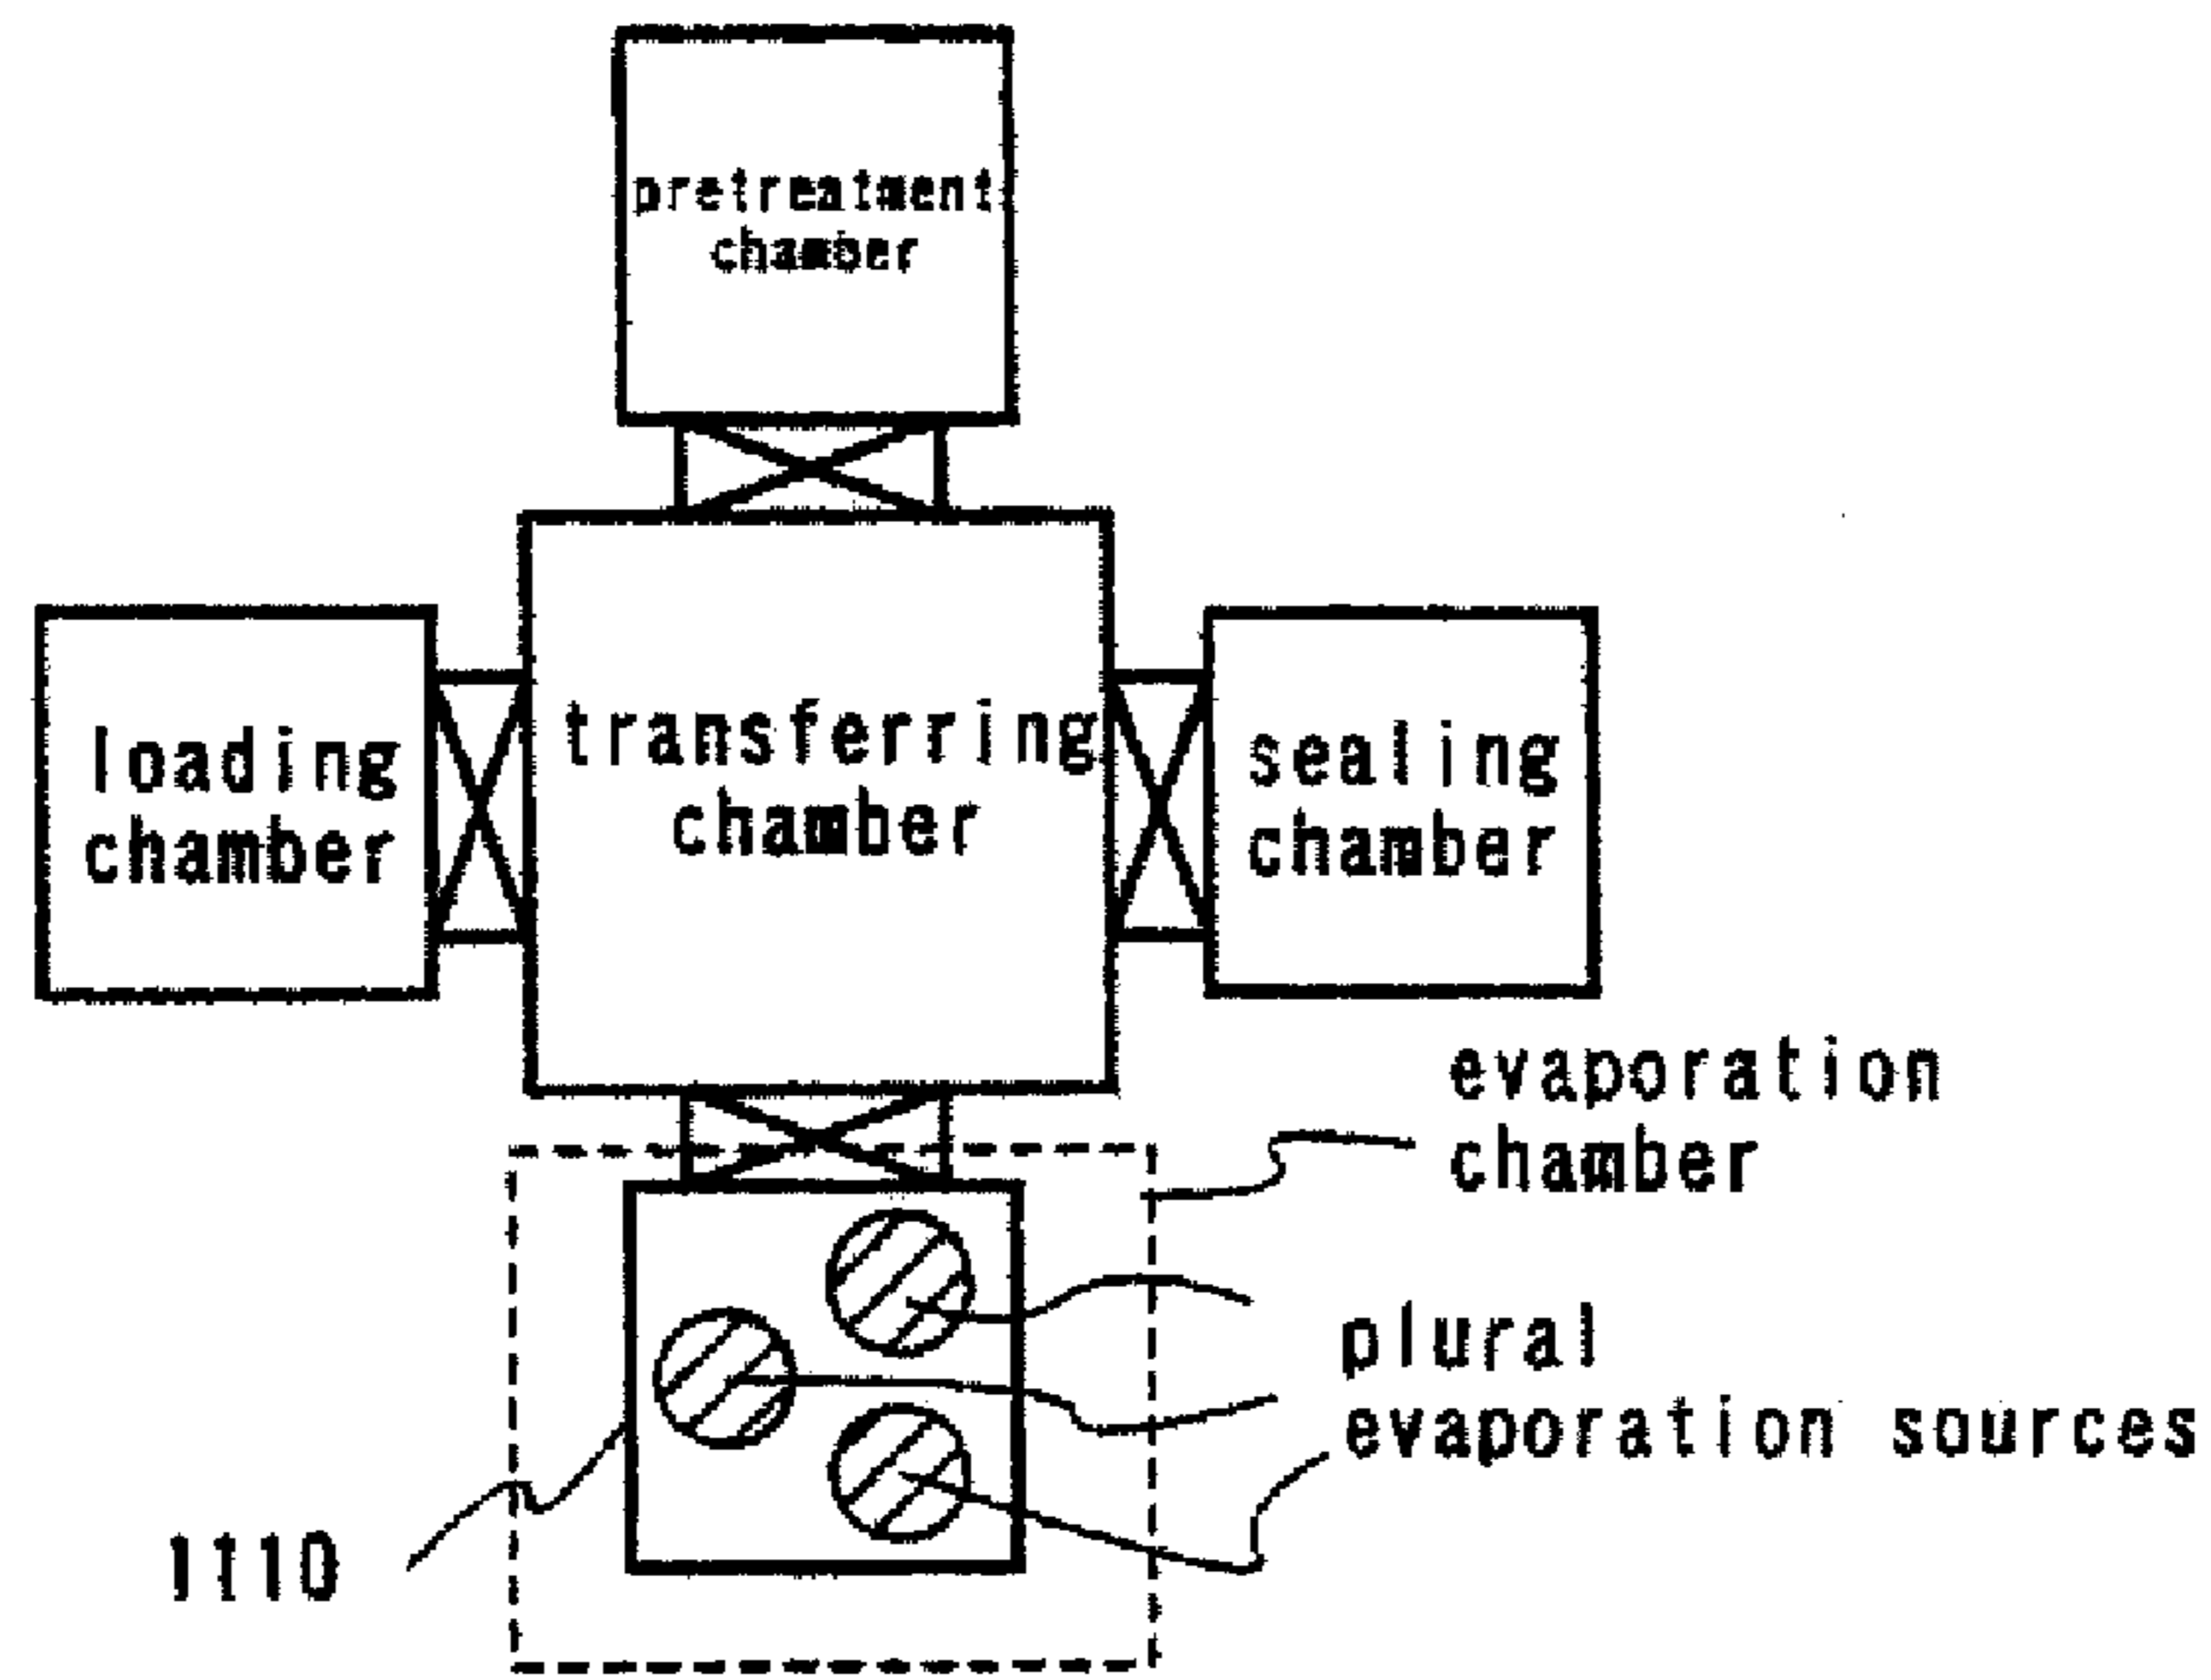 pretreatment
chamber
loading
chamber
transferring
chamber
sealing
chamber
evaporation
chamber
plural
evaporation sources
1110